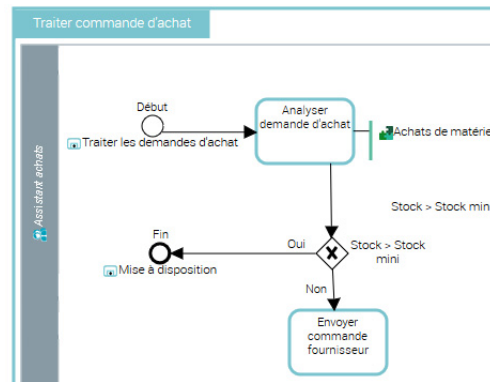 Traiter commande d'achat
Assistant achats
Début
Traiter les demandes d'achat
Analyser
demande d'achat
Achats de matérie
Stock > Stock mini
Fin
Mise à disposition
Oui
Stock > Stock
mini
Non
Envoyer
commande
fournisseur